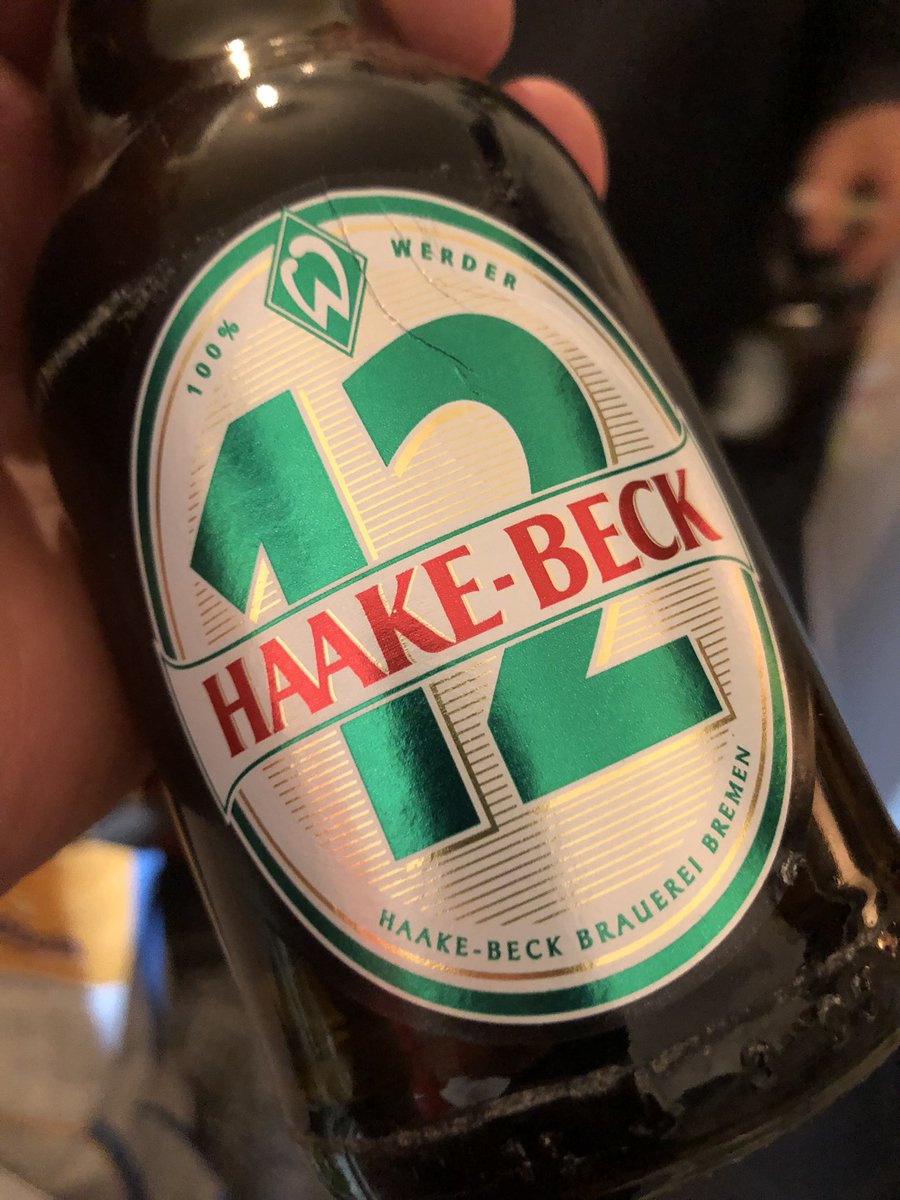 100% WERDER
W
12
HAAKE-BECK
HAAKE-BECK BRAUEREI BREMEN